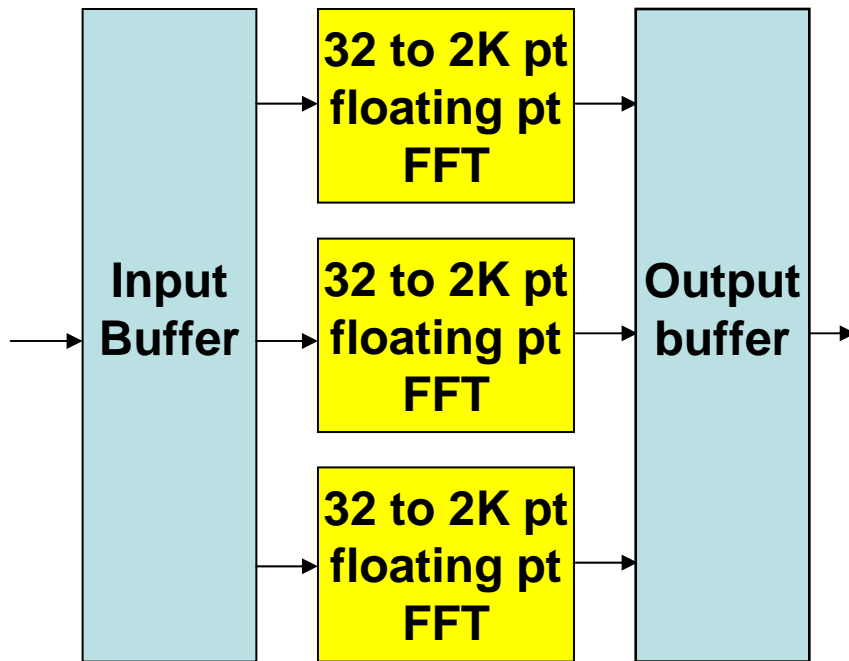 Input
Buffer
32 to 2K pt
floating pt
FFT
32 to 2K pt
floating pt
FFT
32 to 2K pt
floating pt
FFT
Output
buffer